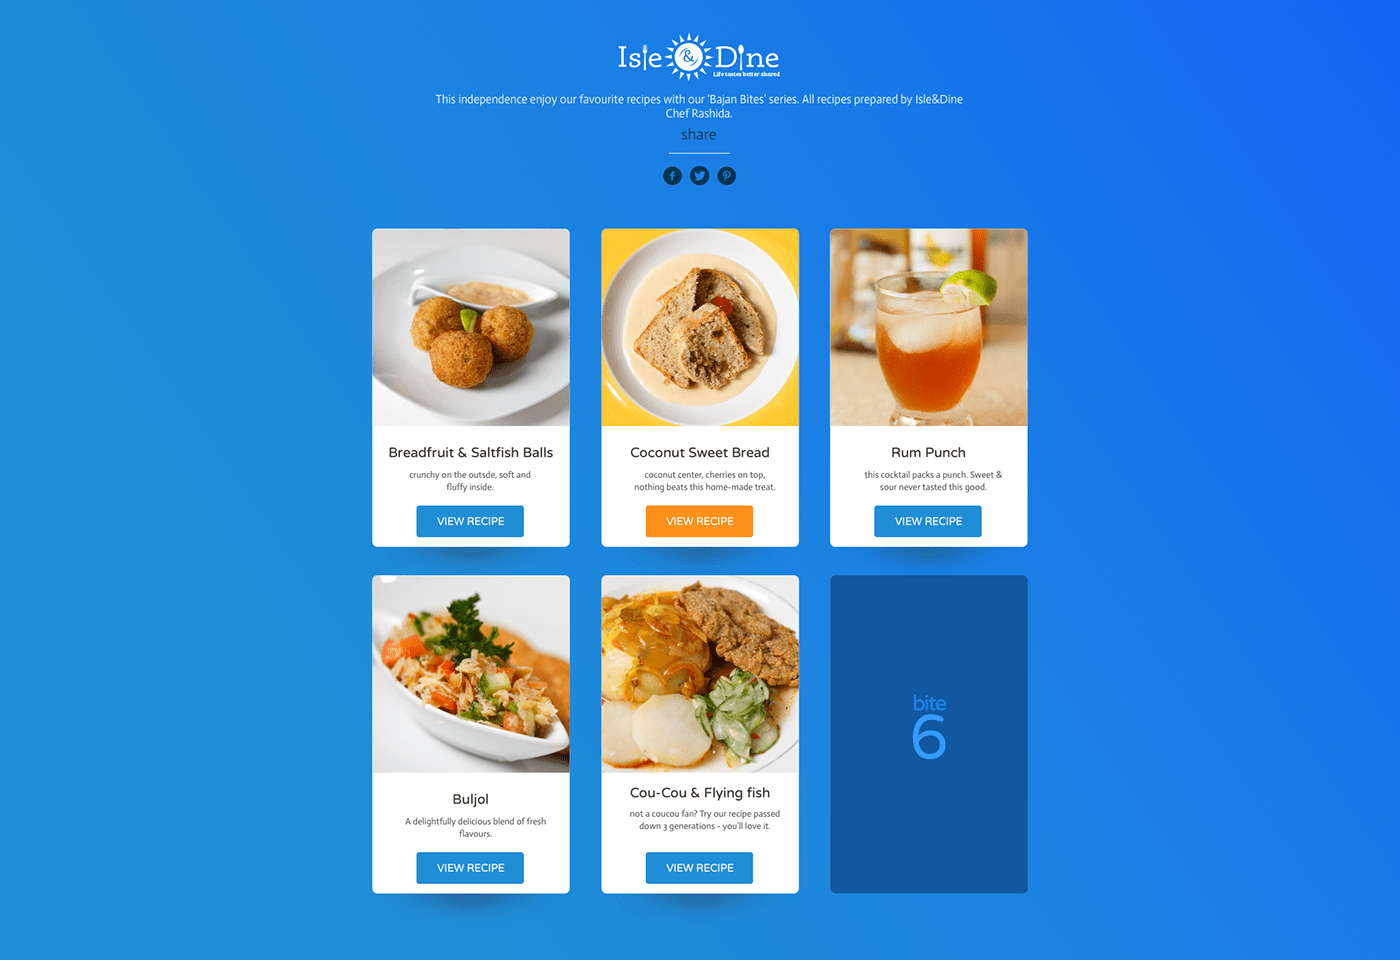 Isle & Dine
Life tastes better shared
This independence enjoy our favourite recipes with our 'Bajan Bites' series. All recipes prepared by Isle&Dine
Chef Rashida.
share
Breadfruit & Saltfish Balls
crunchy on the outsde, soft and
fluffy inside.
VIEW RECIPE
Coconut Sweet Bread
coconut center, cherries on top,
nothing beats this home-made treat.
VIEW RECIPE
Rum Punch
this cocktail packs a punch. Sweet &
sour never tasted this good.
VIEW RECIPE
Buljol
A delightfully delicious blend of fresh
flavours.
VIEW RECIPE
Cou-Cou & Flying fish
not a coucou fan? Try our recipe passed
down 3 generations - you'll love it.
VIEW RECIPE
bite
6